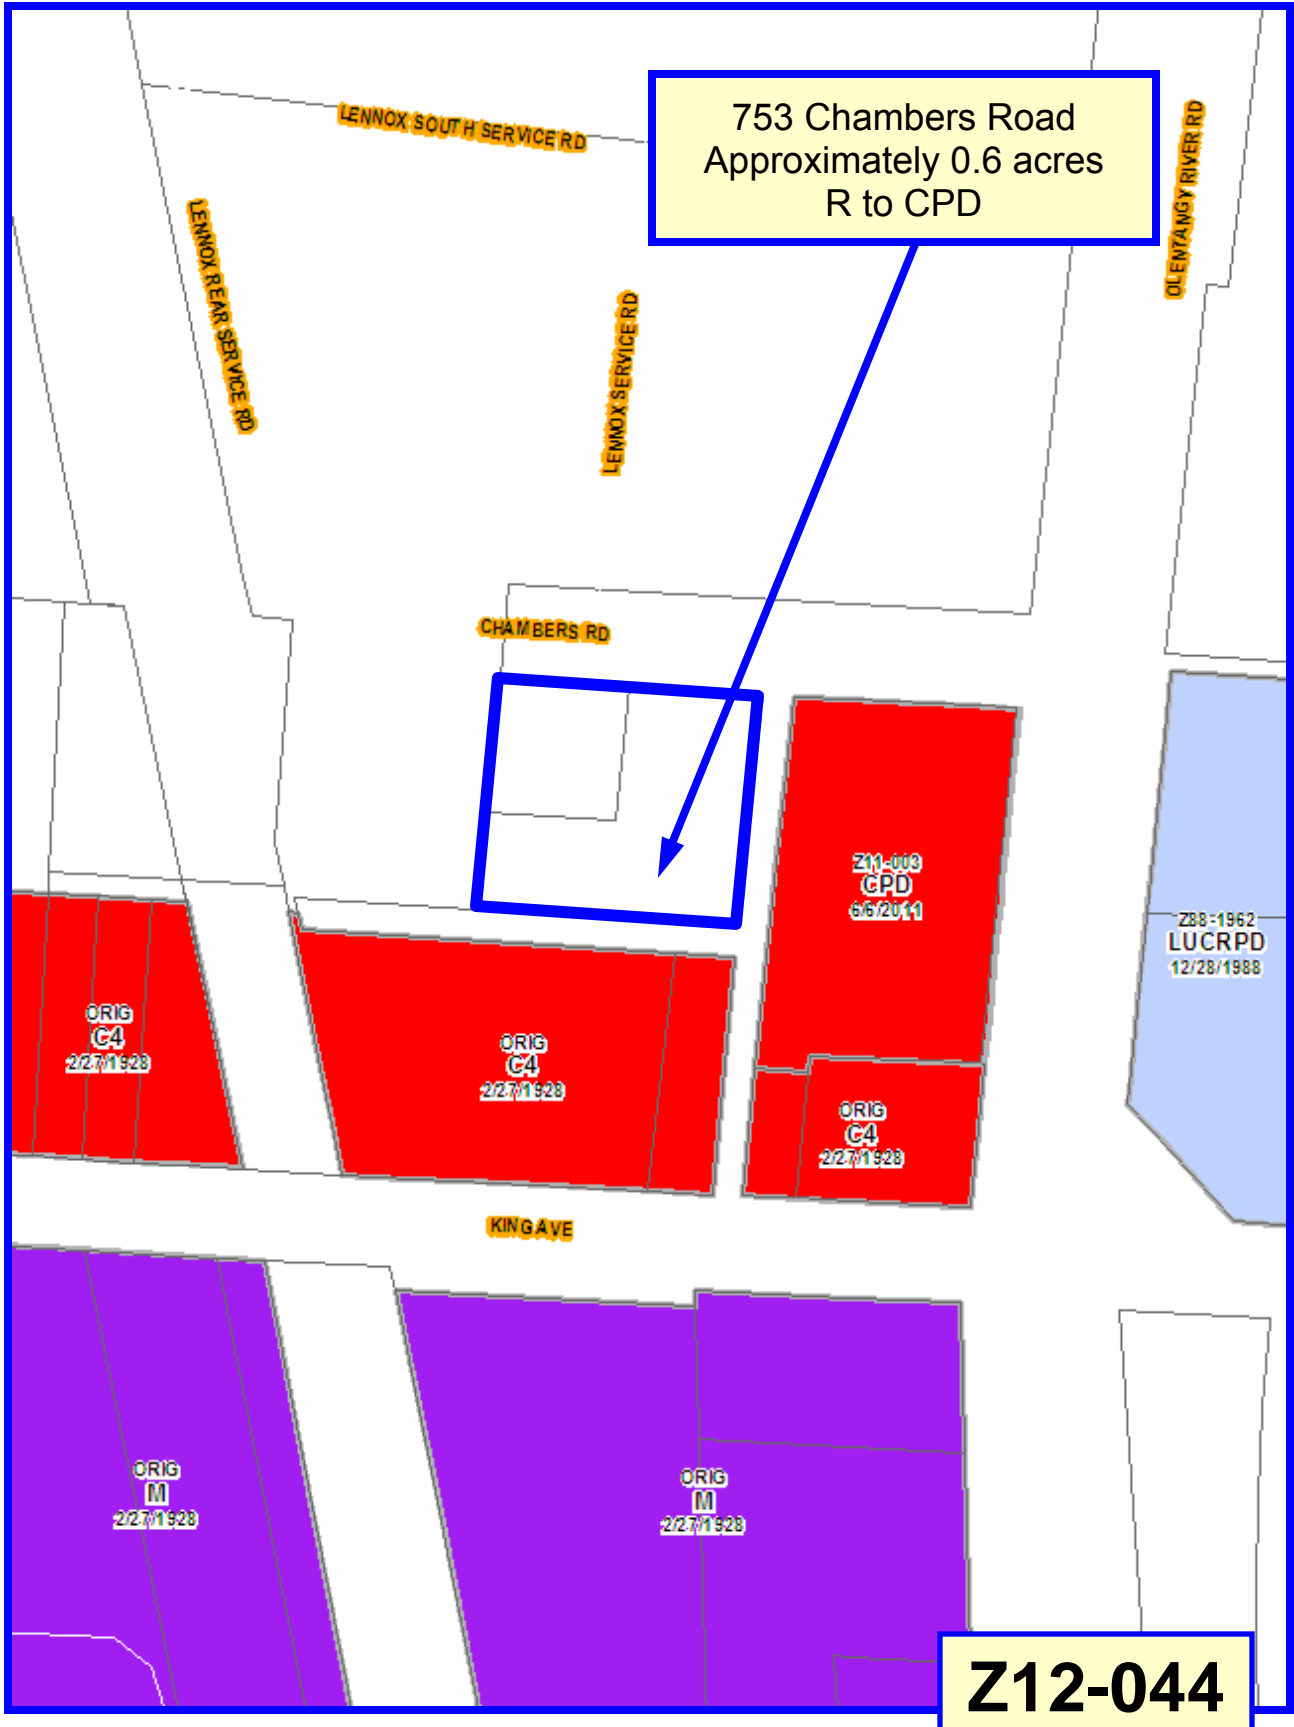 753 Chambers Road
Approximately 0.6 acres
R to CPD
LENNOX SOUTH SERVICE RD
OLENTANGY RIVER RD
LENNOX REAR SERVICE RD
LENNOX SERVICE RD
CHAMBERS RD
Z11-003
CPD
6/6/2011
Z88-1962
LUCRPD
12/28/1988
ORIG
C4
2/27/1928
ORIG
C4
2/27/1928
ORIG
C4
2/27/1928
KING AVE
ORIG
M
2/27/1928
ORIG
M
2/27/1928
Z12-044